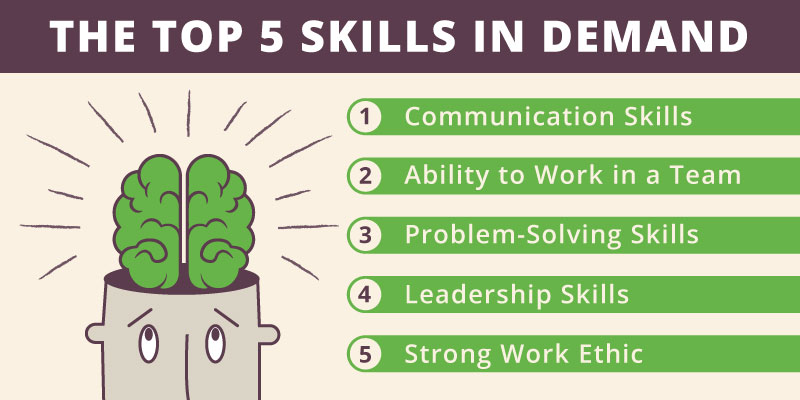 THE TOP 5 SKILLS IN DEMAND
1 Communication Skills
2 Ability to Work in a Team
3 Problem-Solving Skills
4 Leadership Skills
5 Strong Work Ethic